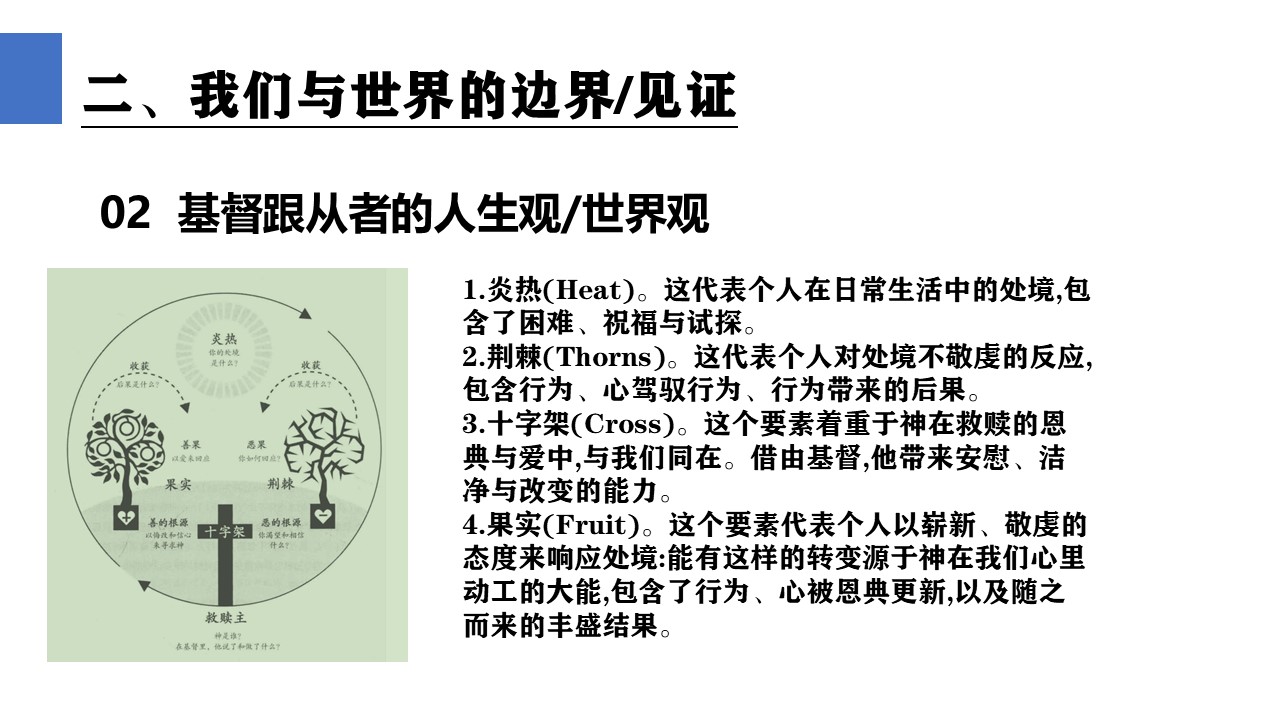 二、我们与世界的边界/见证
02 基督跟从者的人生观/世界观
炎热
你的处境
是什么?
收获
后果是什么?
收获
后果是什么?
善果
以爱来回应
恶果
你如何回应?
果实
荆棘
善的根源
以悔改和信心
来寻求神
十字架
恶的根源
你渴望和相信
什么?
救赎主
神是谁?
在基督里，他说了和做了什么?
1.炎热(Heat)。这代表个人在日常生活中的处境,包
含了困难、祝福与试探。
2.荆棘(Thorns)。这代表个人对处境不敬虔的反应,
包含行为、心驾驭行为、行为带来的后果。
3.十字架(Cross)。这个要素着重于神在救赎的恩
典与爱中,与我们同在。借由基督,他带来安慰、洁
净与改变的能力。
4.果实(Fruit)。这个要素代表个人以崭新、敬虔的
态度来响应处境:能有这样的转变源于神在我们心里
动工的大能,包含了行为、心被恩典更新,以及随之
而来的丰盛结果。